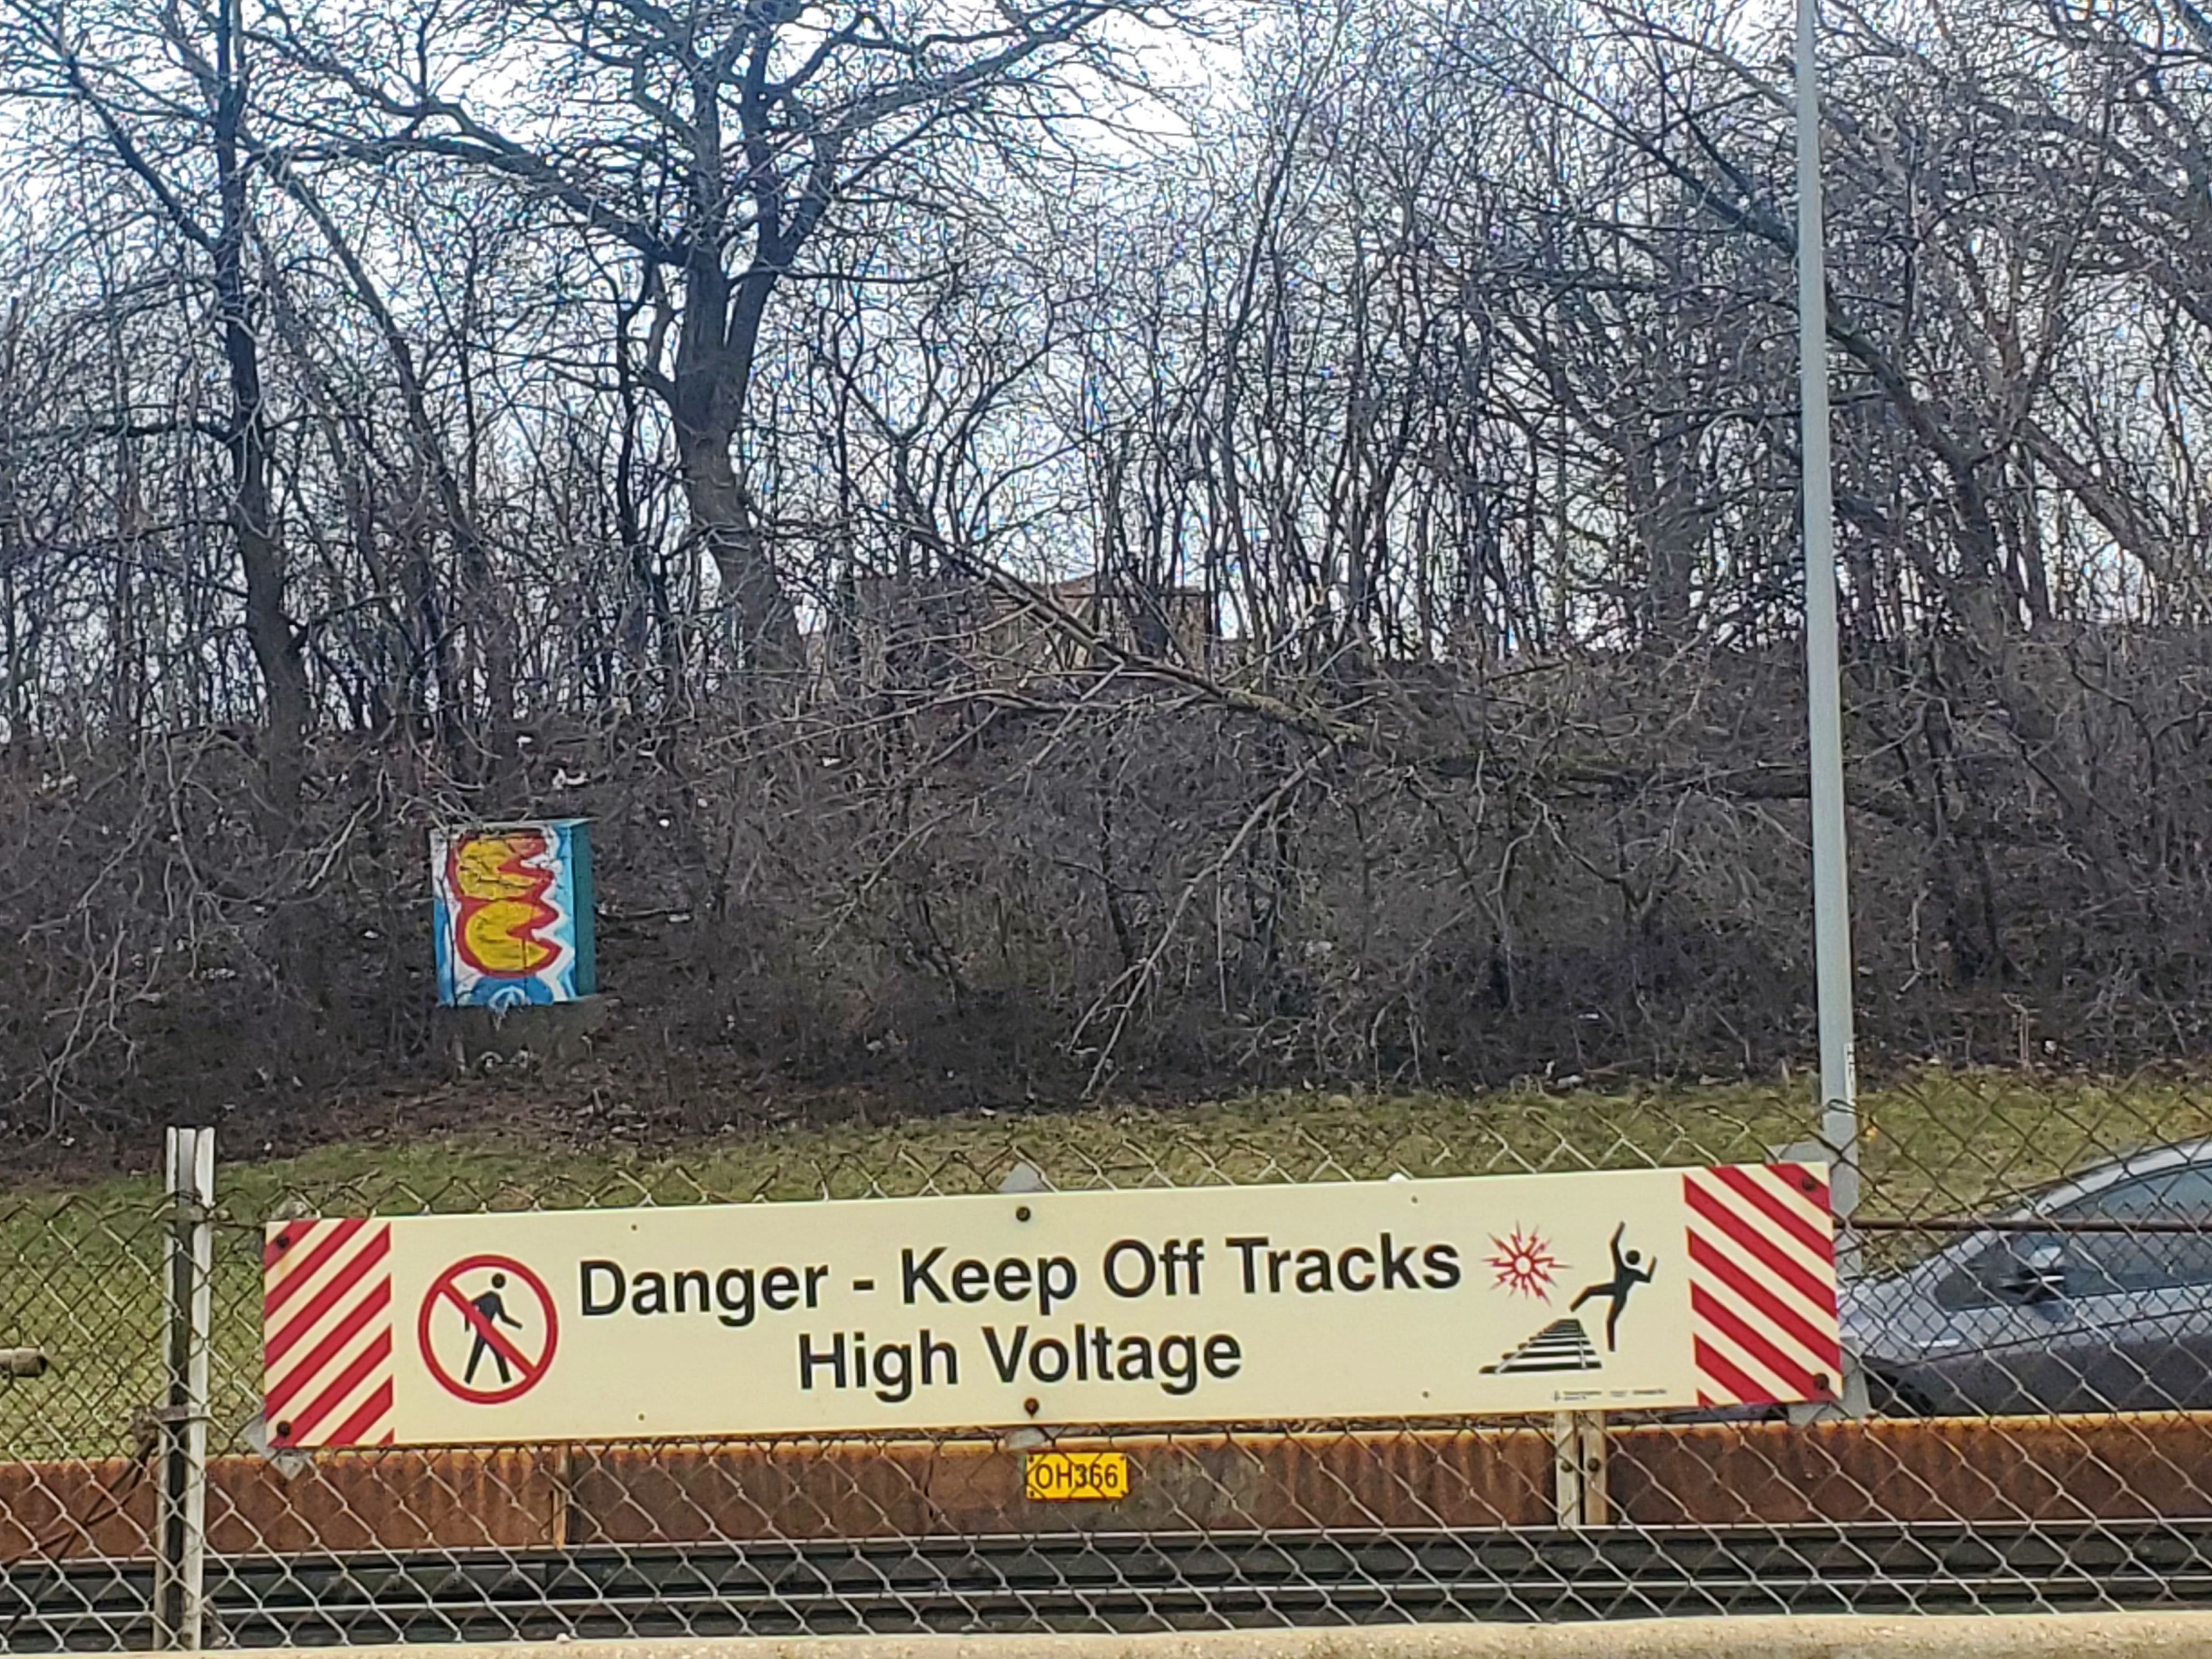 Danger - Keep Off Tracks
High Voltage
OH366